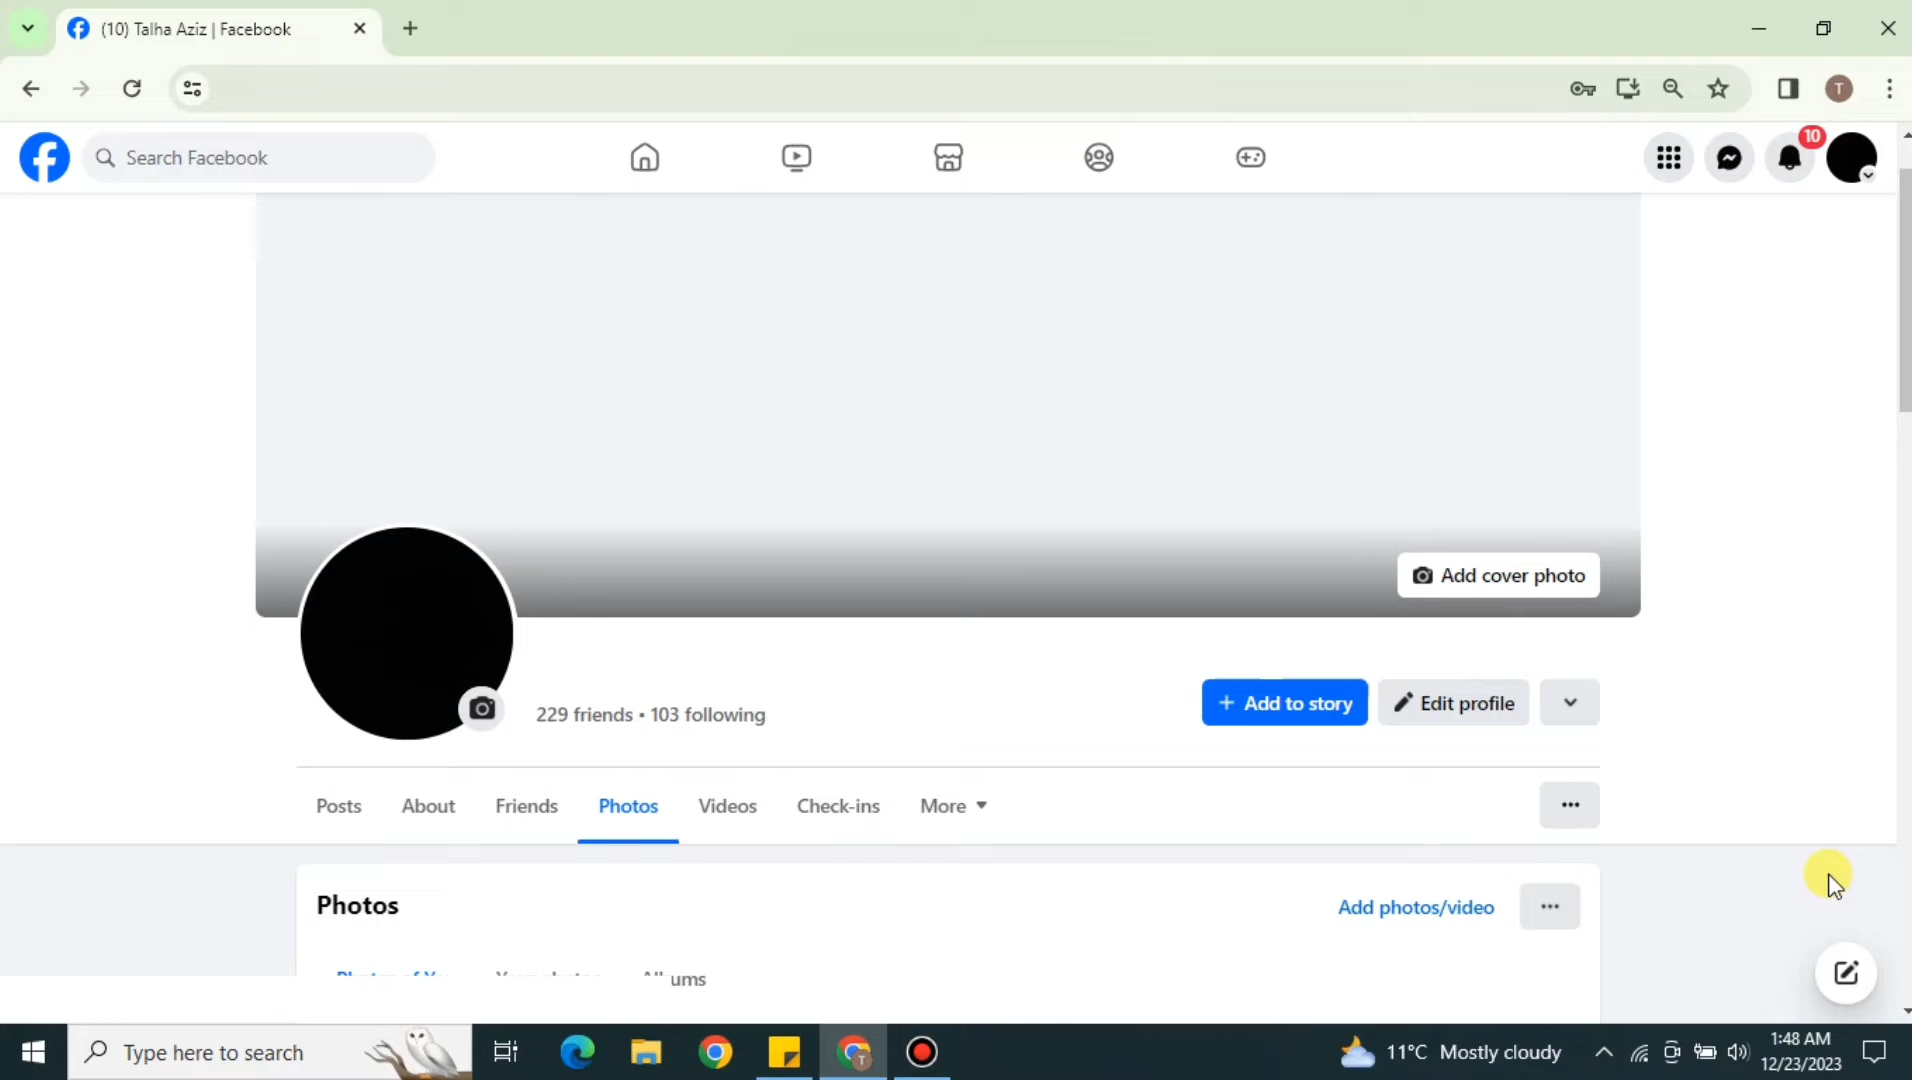 (10) Talha Aziz | Facebook
T
Search Facebook
10
Add cover photo
229 friends • 103 following
+ Add to story
Edit profile
Posts About Friends Photos Videos Check-ins More
Photos
Add photos/video
Albums
Type here to search
T
11°C Mostly cloudy
1:48 AM
12/23/2023